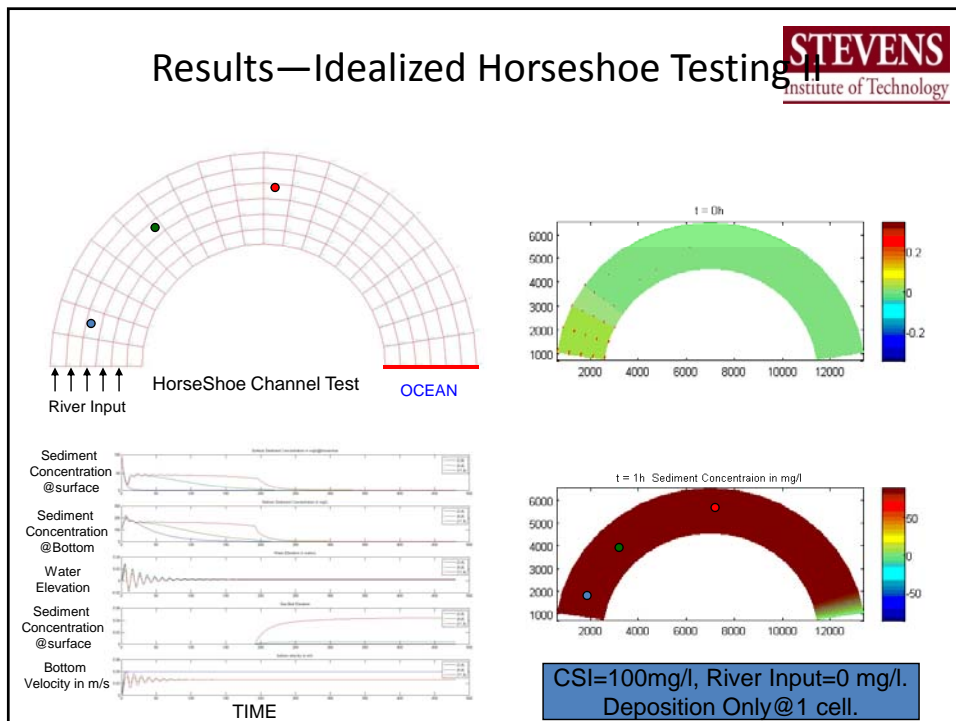 Results—Idealized Horseshoe Testing II
STEVENS
Institute of Technology
HorseShoe Channel Test
River Input
OCEAN
t = 0h
6000
5000
4000
3000
2000
1000
2000 4000 6000 8000 10000 12000
0.2
0
-0.2
Sediment
Concentration
@surface
Sediment
Concentration
@Bottom
Water
Elevation
Sediment
Concentration
@surface
Bottom
Velocity in m/s
TIME
t = 1h Sediment Concentraion in mg/l
6000
5000
4000
3000
2000
1000
2000 4000 6000 8000 10000 12000
50
0
-50
CSI=100mg/l, River Input=0 mg/l.
Deposition Only@1 cell.